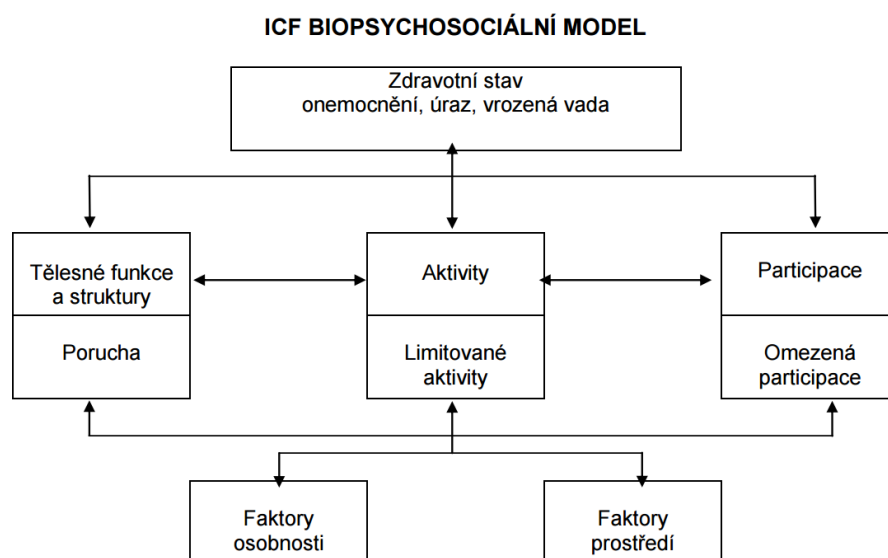 ICF BIOPSYCHOSOCIÁLNÍ MODEL
Zdravotní stav
onemocnění, úraz, vrozená vada
Tělesné funkce
a struktury
Aktivity
Participace
Porucha
Limitované
aktivity
Omezená
participace
Faktory
osobnosti
Faktory
prostředí